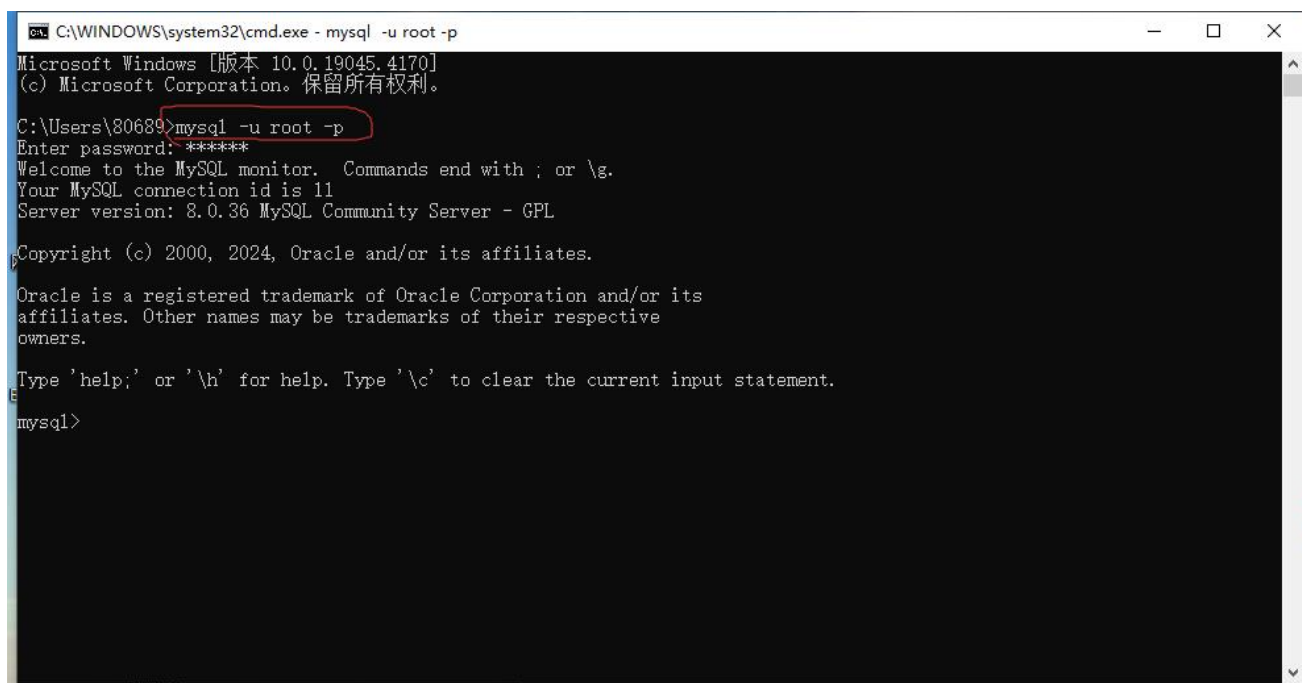 C:\WINDOWS\system32\cmd.exe - mysql  -u root -p
Microsoft Windows [版本 10.0.19045.4170]
(c) Microsoft Corporation。保留所有权利。
C:\Users\80689>mysql -u root -p
Enter password: ******
Welcome to the MySQL monitor.  Commands end with ; or \g.
Your MySQL connection id is 11
Server version: 8.0.36 MySQL Community Server - GPL
Copyright (c) 2000, 2024, Oracle and/or its affiliates.
Oracle is a registered trademark of Oracle Corporation and/or its
affiliates. Other names may be trademarks of their respective
owners.
Type 'help;' or '\h' for help. Type '\c' to clear the current input statement.
mysql>